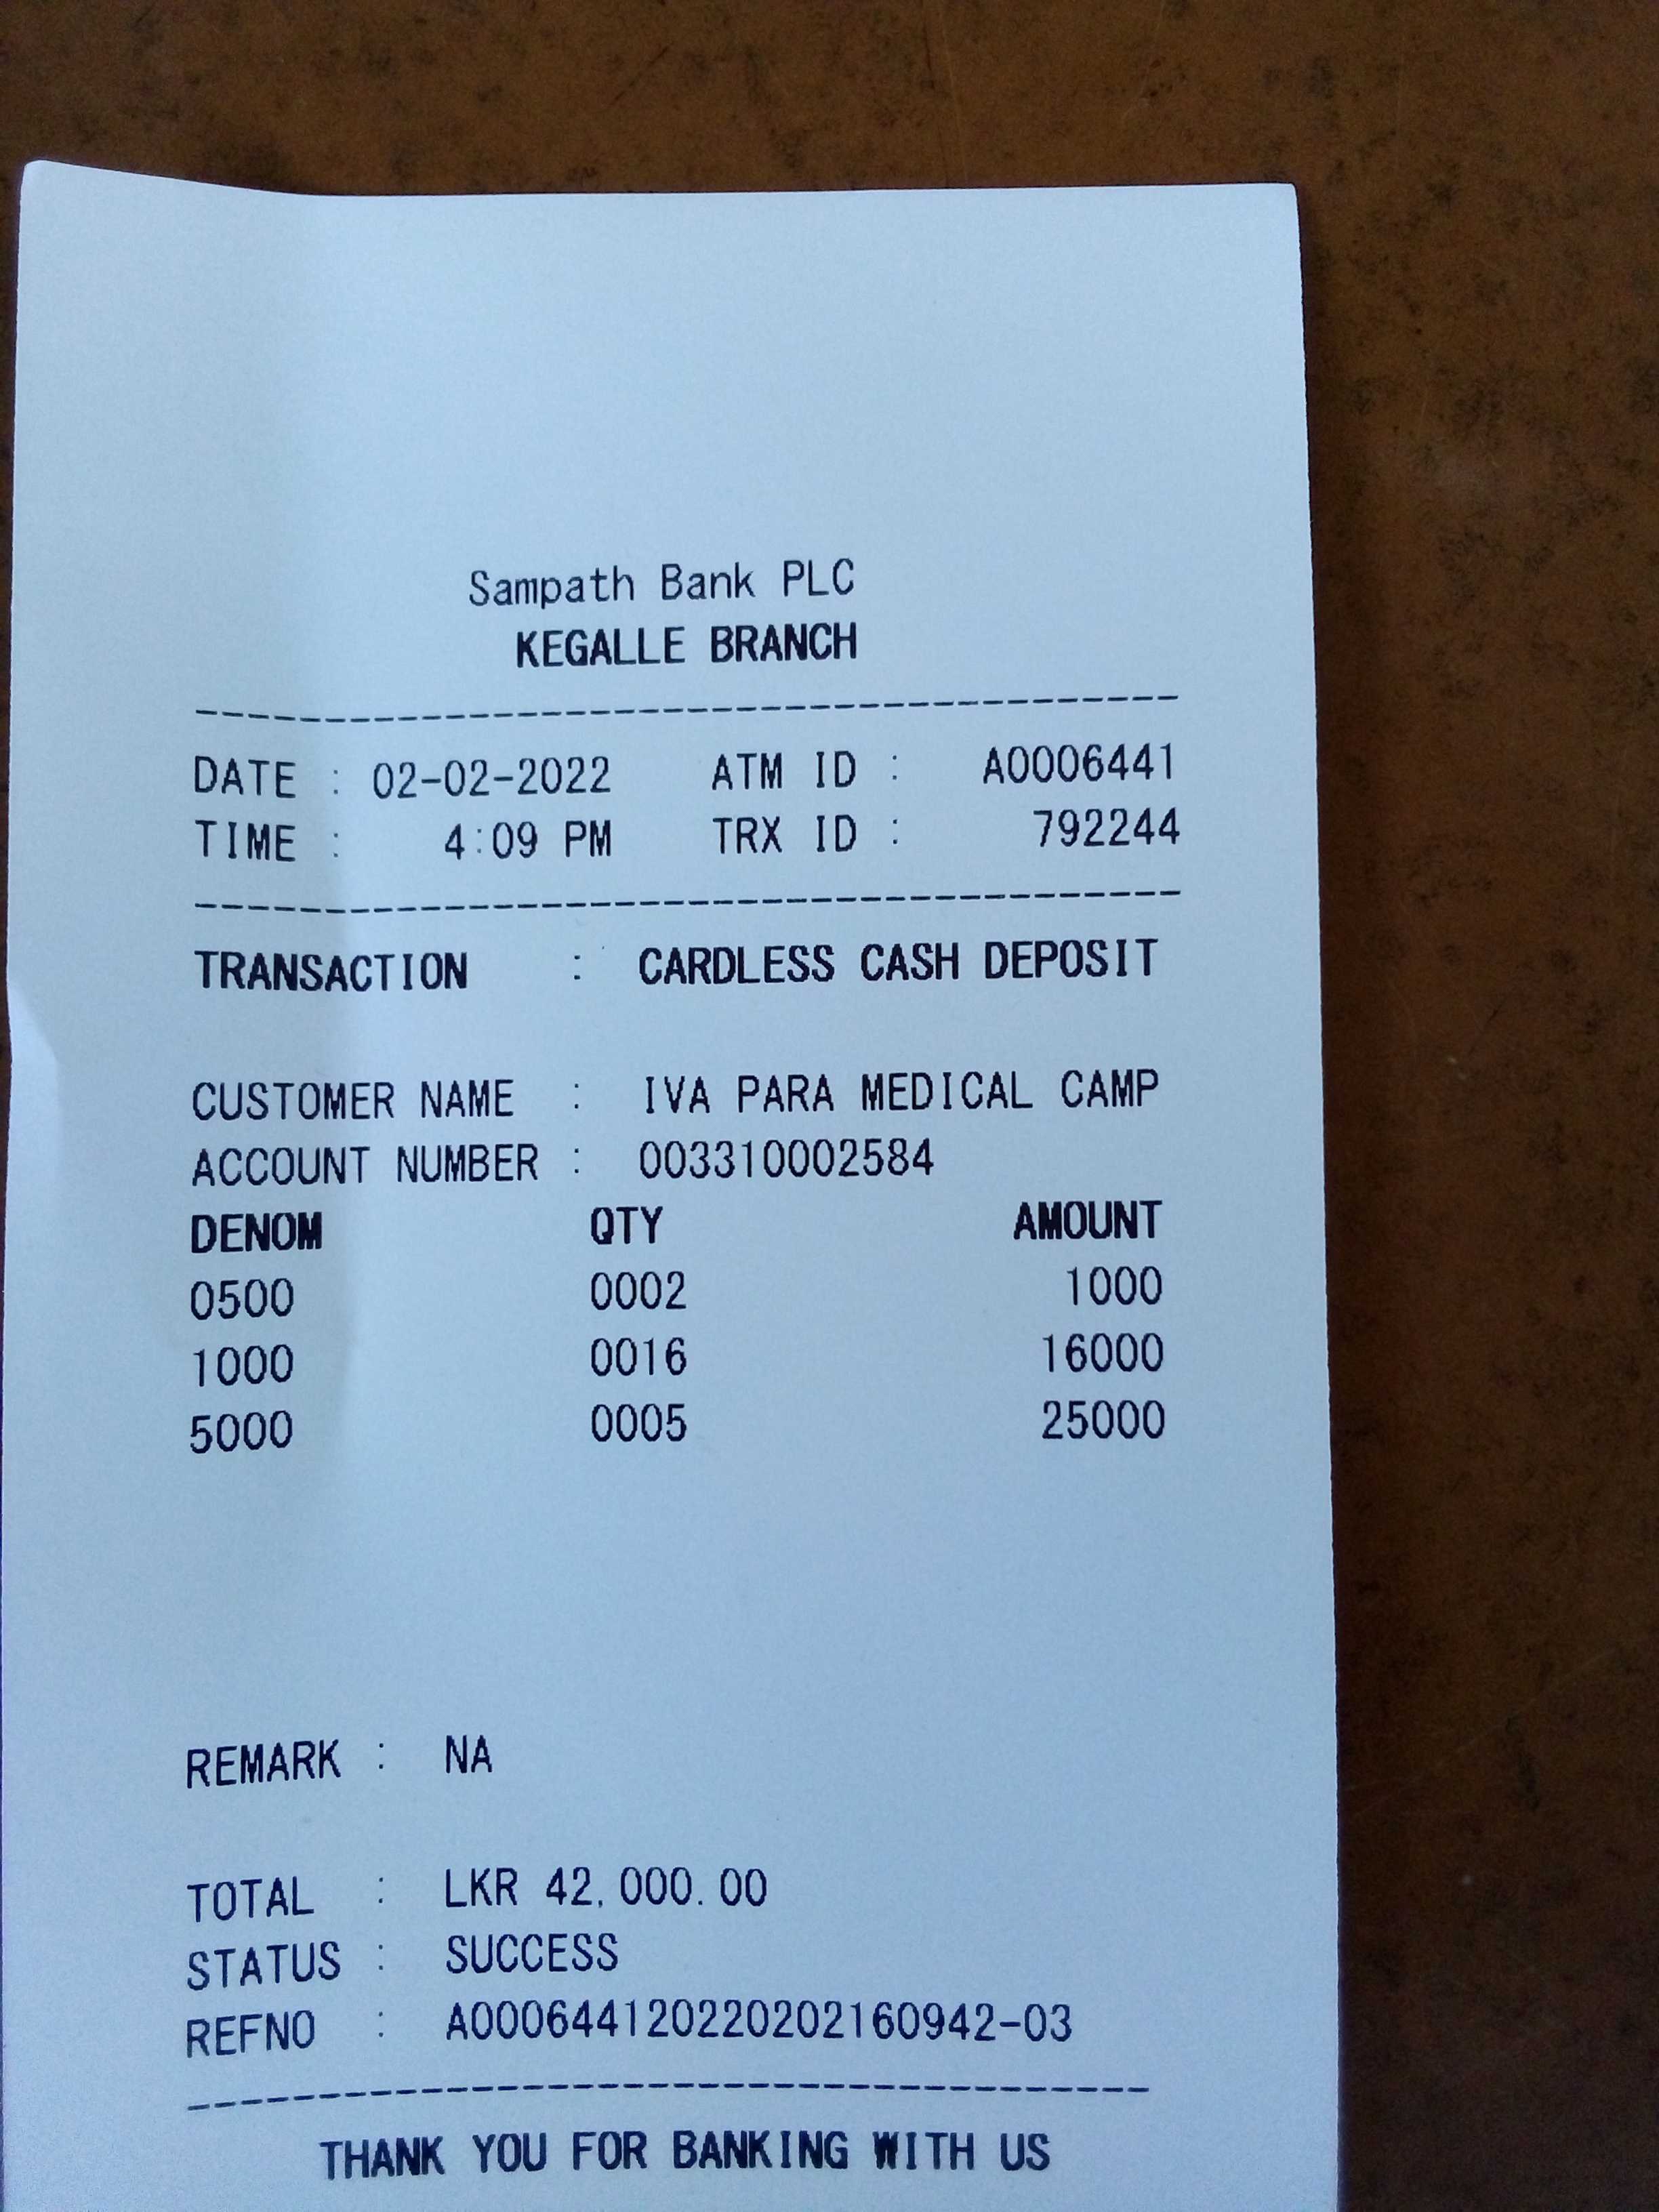 Sampath Bank PLC
KEGALLE BRANCH
----------------------------------------
DATE : 02-02-2022 ATM ID : A0006441
TIME : 4:09 PM TRX ID : 792244
----------------------------------------
TRANSACTION : CARDLESS CASH DEPOSIT
CUSTOMER NAME : IVA PARA MEDICAL CAMP
ACCOUNT NUMBER : 003310002584
DENOM QTY AMOUNT
0500 0002 1000
1000 0016 16000
5000 0005 25000
REMARK : NA
TOTAL : LKR 42,000.00
STATUS : SUCCESS
REFNO : A000644120220202160942-03
----------------------------------------
THANK YOU FOR BANKING WITH US